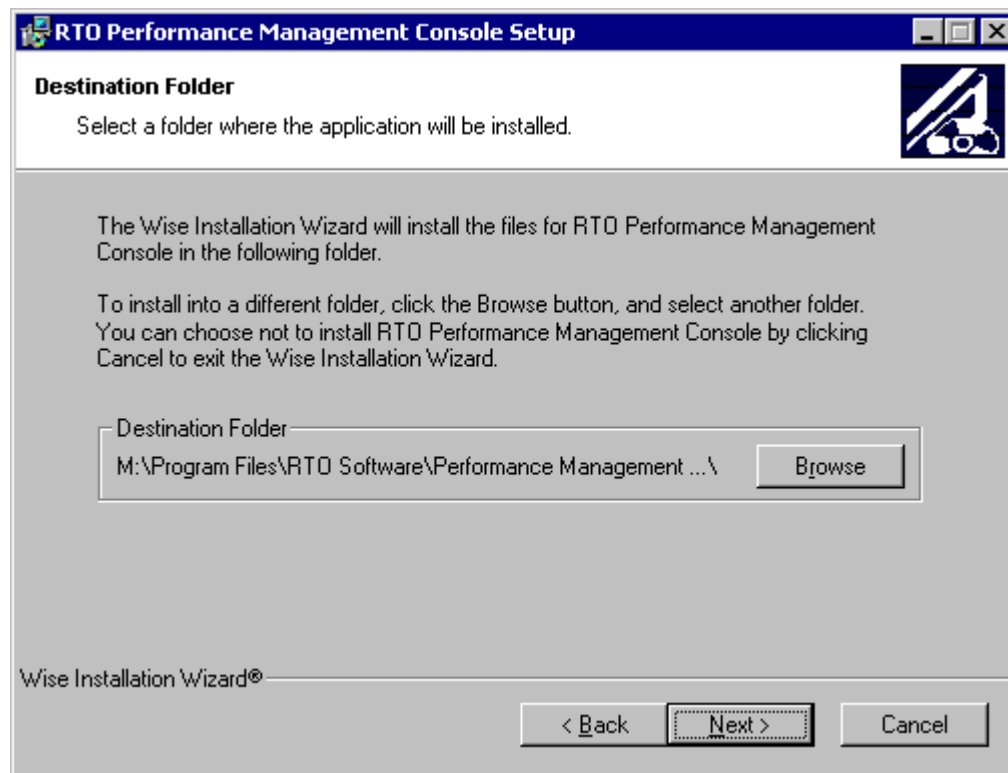 RTO Performance Management Console Setup
Destination Folder
Select a folder where the application will be installed.
The Wise Installation Wizard will install the files for RTO Performance Management
Console in the following folder.
To install into a different folder, click the Browse button, and select another folder.
You can choose not to install RTO Performance Management Console by clicking
Cancel to exit the Wise Installation Wizard.
Destination Folder
M:\Program Files\RTO Software\Performance Management ...\ Browse
Wise Installation Wizard®
< Back Next > Cancel